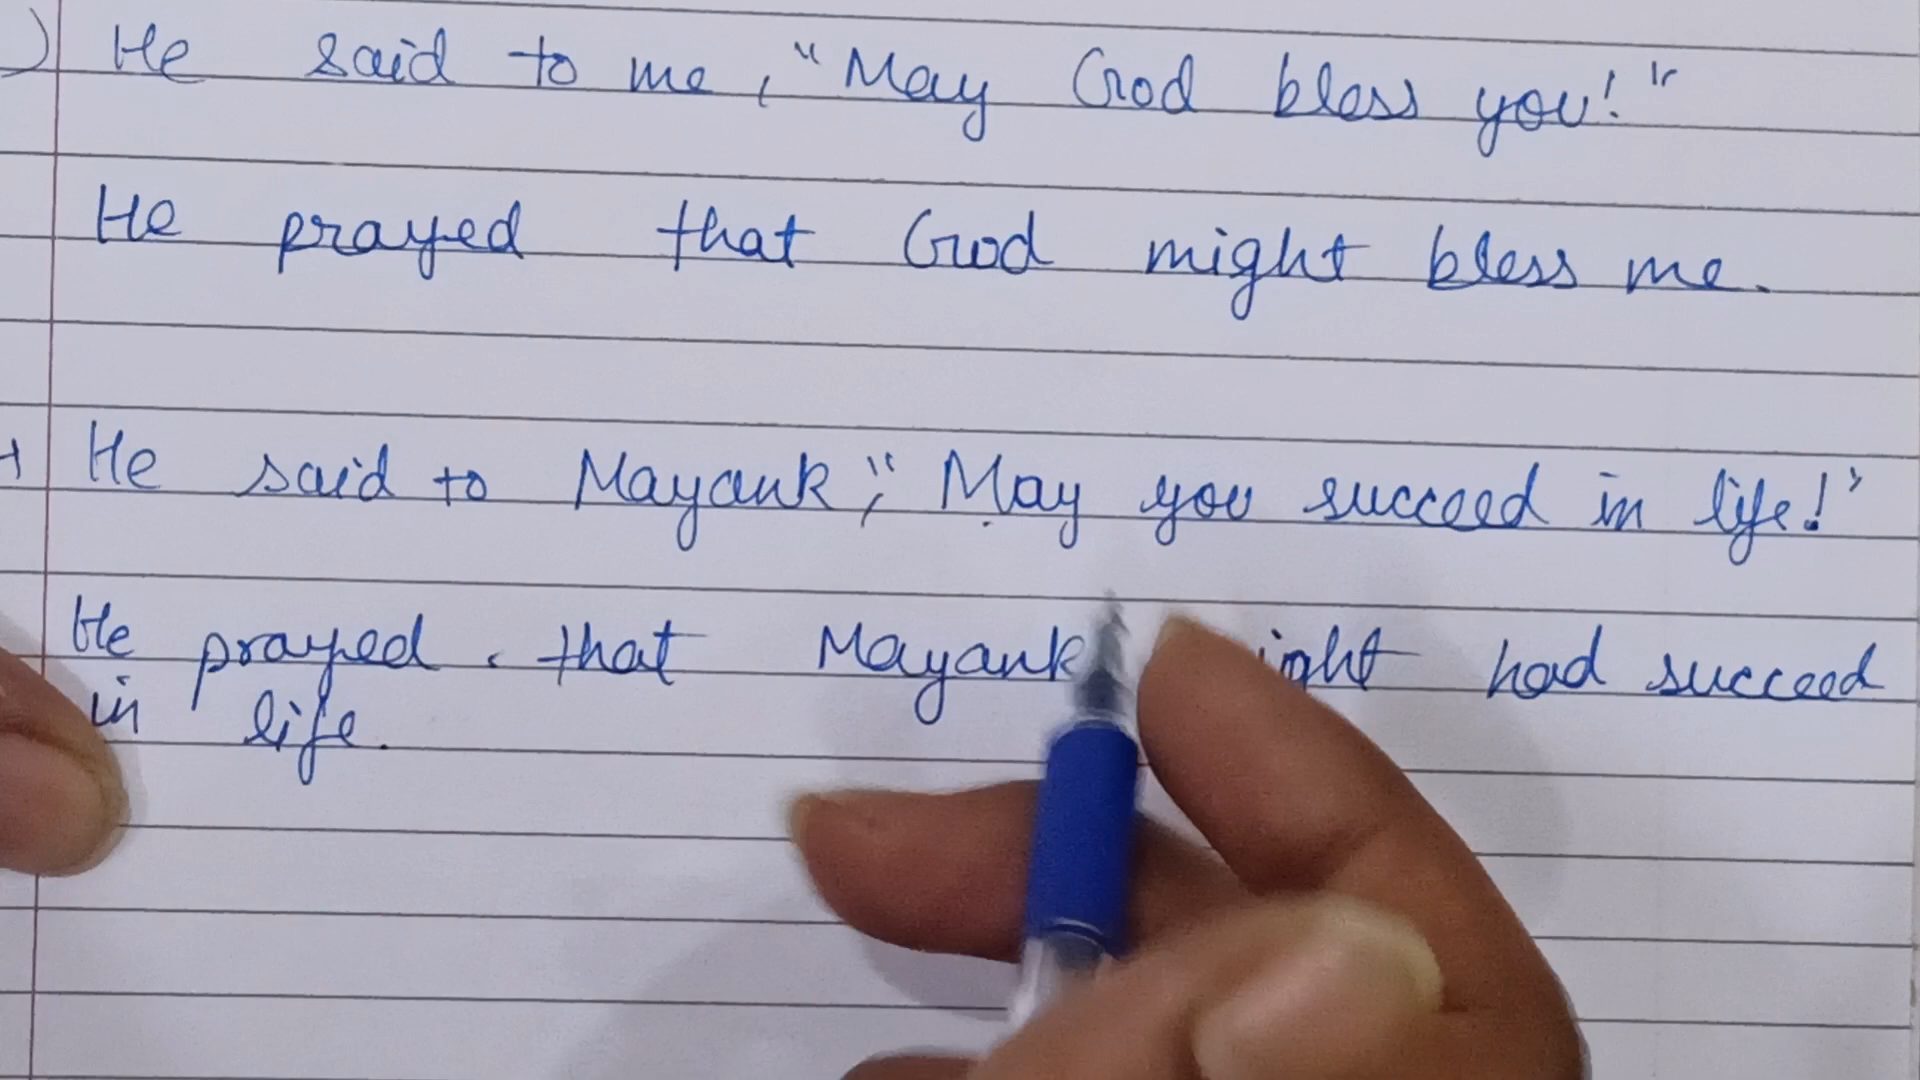 ) He said to me, "May God bless you!"
He prayed that God might bless me.
He said to Mayank, "May you succeed in life!"
He prayed that Mayank ight had succeed
in life.